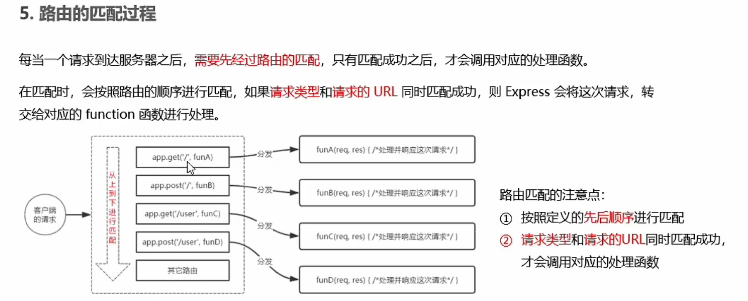 5. 路由的匹配过程
每当一个请求到达服务器之后，需要先经过路由的匹配，只有匹配成功之后，才会调用对应的处理函数。
在匹配时，会按照路由的顺序进行匹配，如果请求类型和请求的 URL 同时匹配成功，则 Express 会将这次请求，转
交给对应的 function 函数进行处理。
客户端
的请求
从上到下进行匹配
app.get('/', funA)
app.post('/', funB)
app.get('/user', funC)
app.post('/user', funD)
其它路由
分发
分发
分发
分发
funA(req, res) { /*处理并响应这次请求*/ }
funB(req, res) { /*处理并响应这次请求*/ }
funC(req, res) { /*处理并响应这次请求*/ }
funD(req, res) { /*处理并响应这次请求*/ }
路由匹配的注意点：
① 按照定义的先后顺序进行匹配
② 请求类型和请求的URL同时匹配成功，
才会调用对应的处理函数